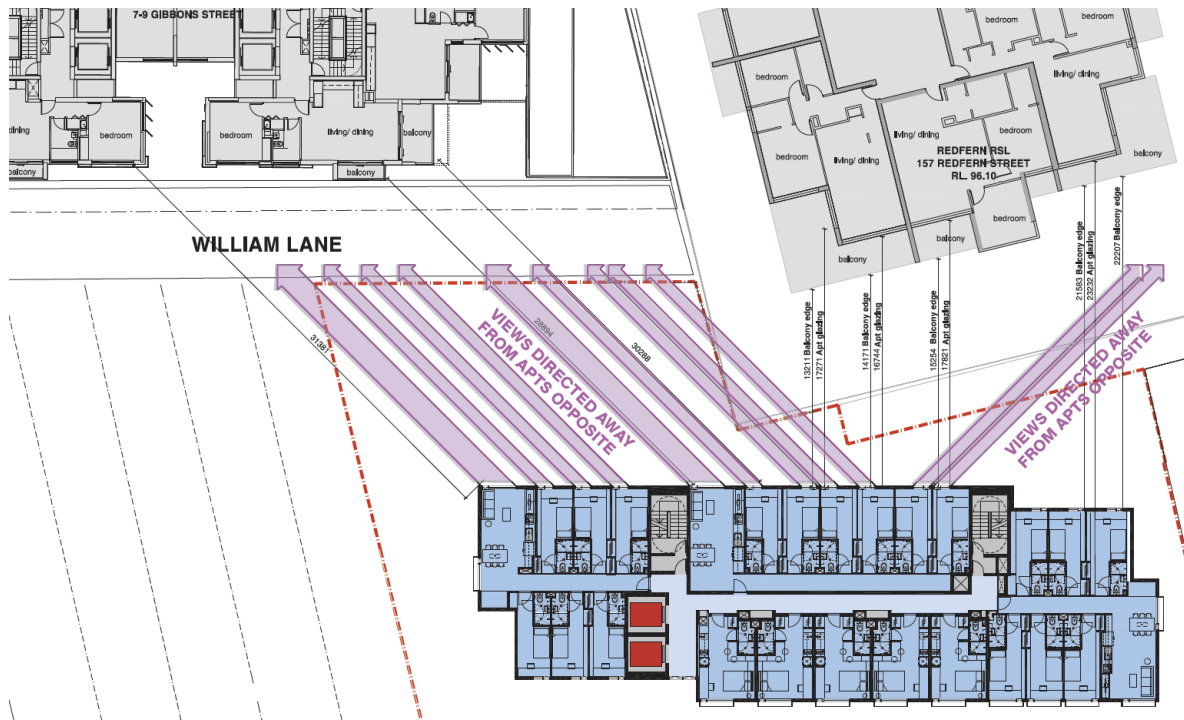 7-9 GIBBONS STREET
bedroom
bedroom
living/ dining
balcony
dining
balcony
balcony
WILLIAM LANE
bedroom
bedroom
living/ dining
bedroom
bedroom
living/ dining
bedroom
living/ dining
bedroom
balcony
balcony
balcony
REDFERN RSL
157 REDFERN STREET
RL. 96.10
31381
28894
30288
VIEWS DIRECTED AWAY
FROM APTS OPPOSITE
13211 Balcony edge
17271 Apt glazing
14171 Balcony edge
16744 Apt glazing
15254 Balcony edge
17821 Apt glazing
21583 Balcony edge
23232 Apt glazing
22207 Balcony edge
VIEWS DIRECTED AWAY
FROM APTS OPPOSITE